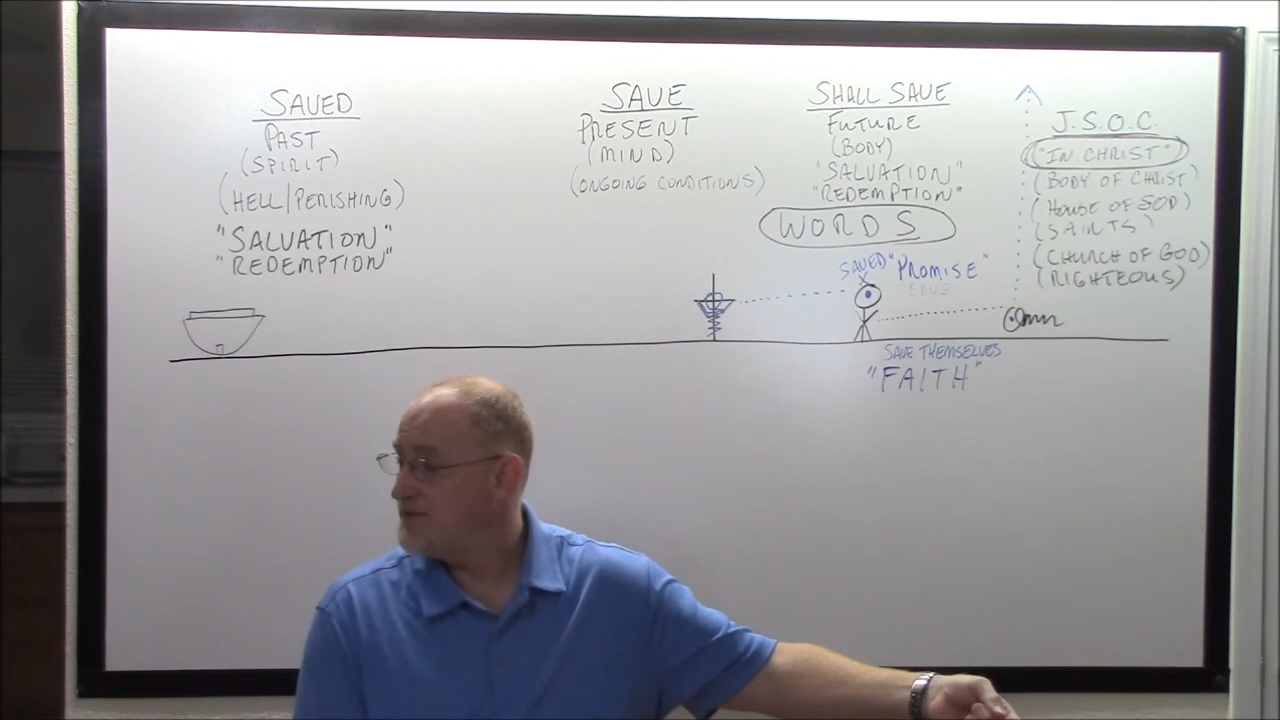 SAVED
PAST
(SPIRIT)
(HELL/PERISHING)
"SALVATION"
"REDEMPTION"
SAVE
PRESENT
(MIND)
(ONGOING CONDITIONS)
SHALL SAVE
FUTURE
(BODY)
"SALVATION"
"REDEMPTION"
WORDS
J.S.O.C.
"IN CHRIST"
(BODY OF CHRIST)
(HOUSE OF GOD)
(SAINTS)
(CHURCH OF GOD)
(RIGHTEOUS)
SAVED "PROMISE"
SAVE THEMSELVES
"FAITH"